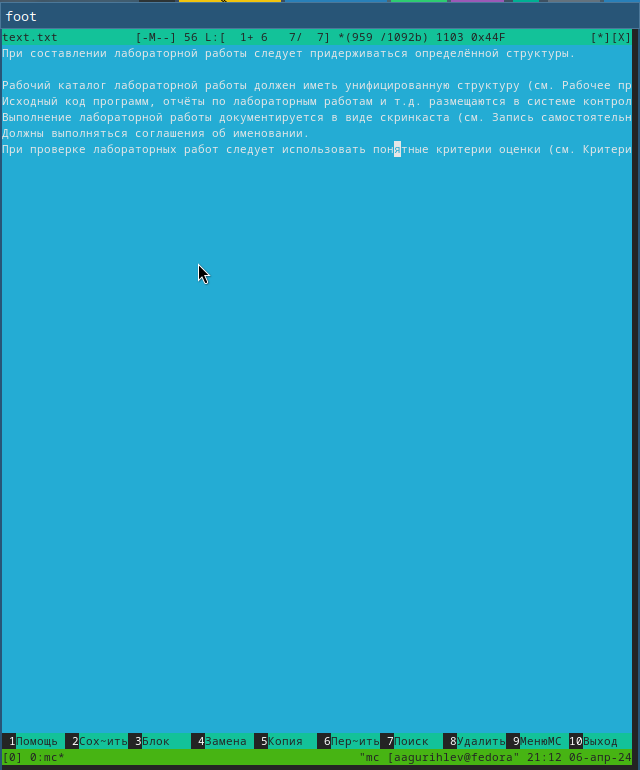 foot
text.txt [-M--] 56 L:[ 1+ 6 7/ 7] *(959 /1092b) 1103 0x44F [*][X]
При составлении лабораторной работы следует придерживаться определённой структуры.
Рабочий каталог лабораторной работы должен иметь унифицированную структуру (см. Рабочее пр
Исходный код программ, отчёты по лабораторным работам и т.д. размещаются в системе контрол
Выполнение лабораторной работы документируется в виде скринкаста (см. Запись самостоятельн
Должны выполняться соглашения об именовании.
При проверке лабораторных работ следует использовать понятные критерии оценки (см. Критери
1Помощь 2Сох~ить 3Блок 4Замена 5Копия 6Пер~ить 7Поиск 8Удалить 9МенюMC 10Выход
[0] 0:mc* "mc [aagurihlev@fedora" 21:12 06-апр-24